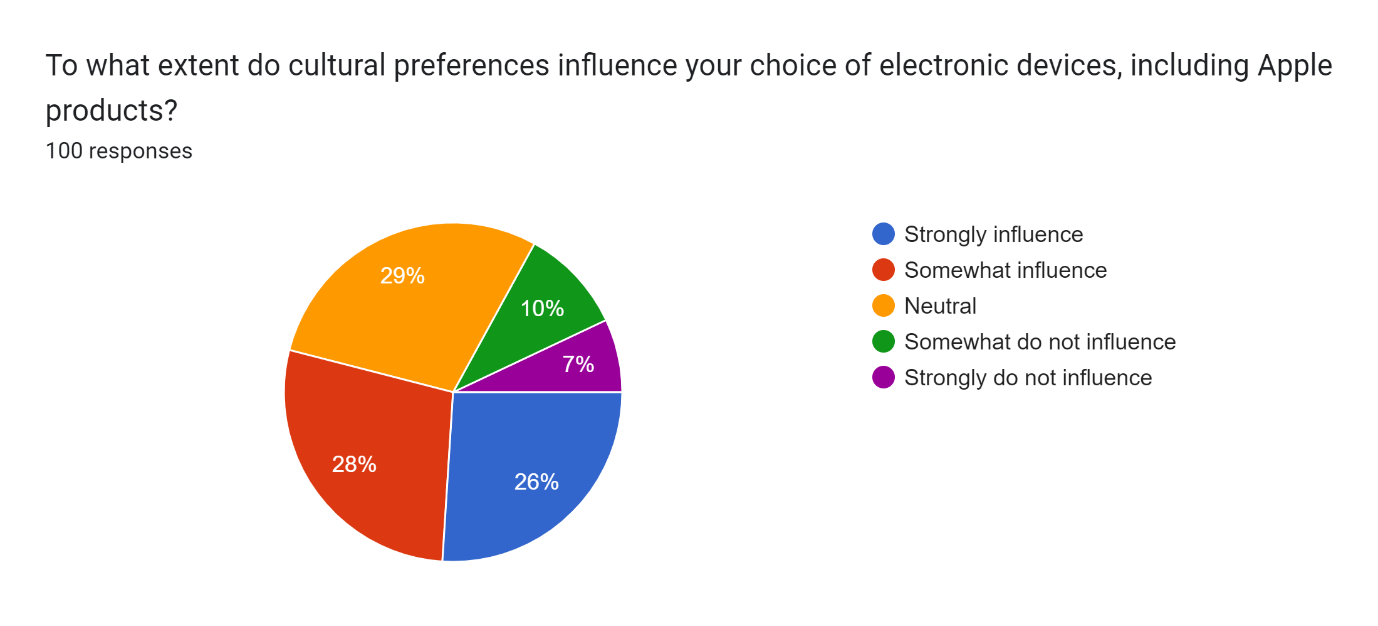 To what extent do cultural preferences influence your choice of electronic devices, including Apple
products?
100 responses
29%
10%
7%
28%
26%
Strongly influence
Somewhat influence
Neutral
Somewhat do not influence
Strongly do not influence